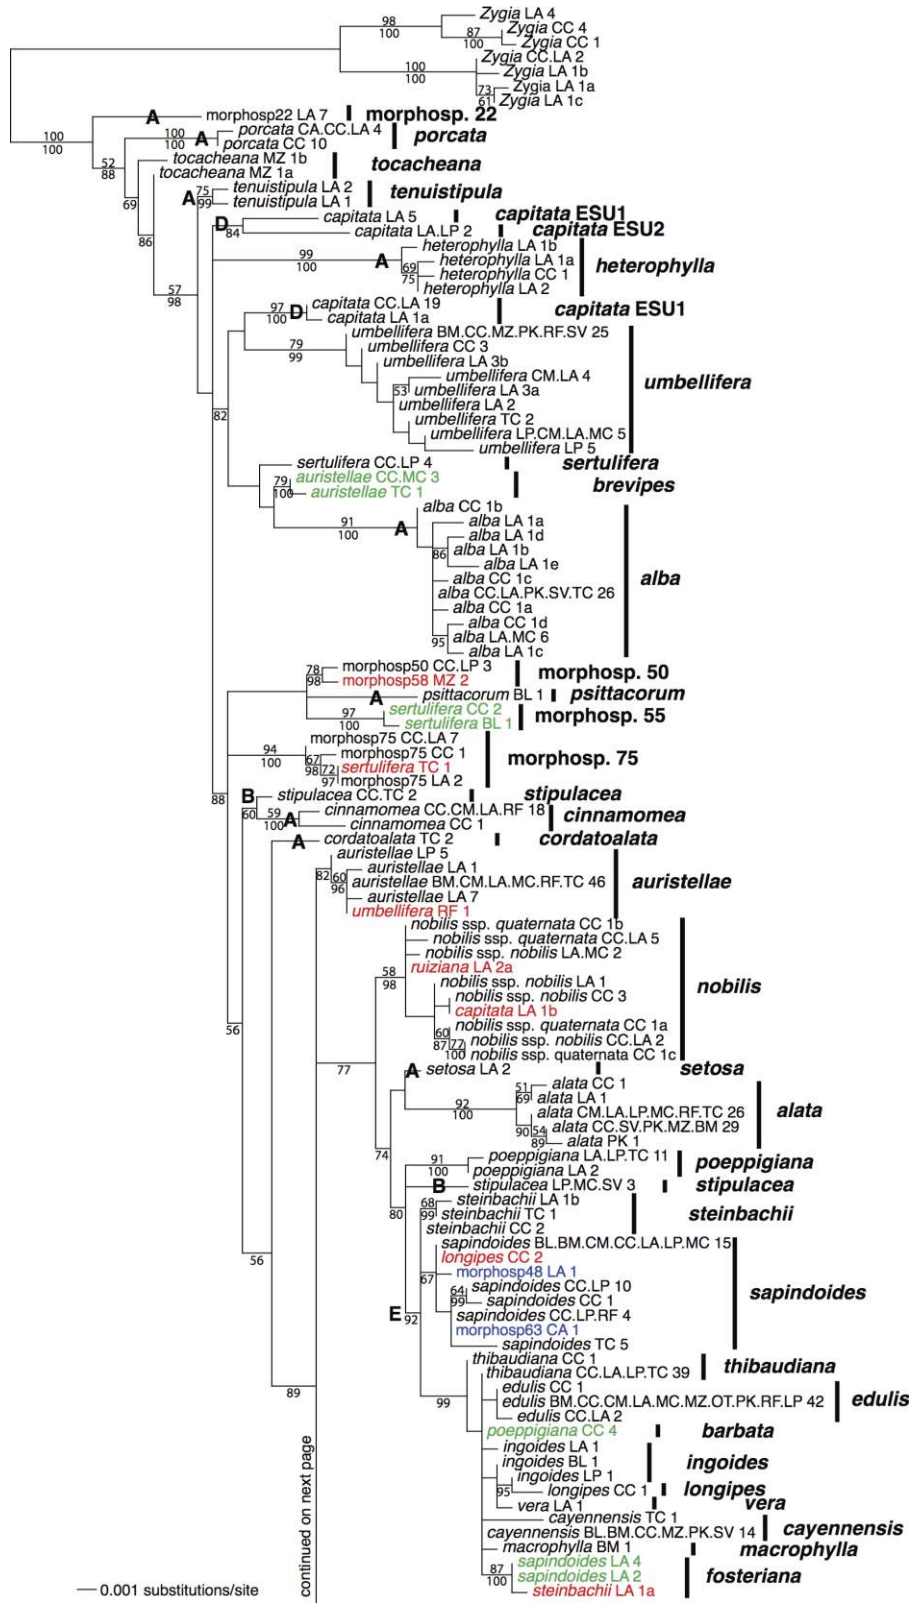 Zygia LA 4
98
100
Zygia CC 4
87
100
Zygia CC 1
Zygia CC.LA 2
100
100
Zygia LA 1b
73
61
Zygia LA 1a
Zygia LA 1c
A
morphosp22 LA 7
morphosp. 22
100
100
100
100
A
porcata CA.CC.LA 4
porcata CC 10
porcata
52
88
tocacheana MZ 1b
tocacheana MZ 1a
tocacheana
69
A
75
99
tenuistipula LA 2
tenuistipula LA 1
tenuistipula
86
D
84
capitata LA 5
capitata ESU1
capitata LA.LP 2
capitata ESU2
99
100
A
heterophylla LA 1b
69
75
heterophylla LA 1a
heterophylla CC 1
heterophylla LA 2
heterophylla
57
98
97
100
D
capitata CC.LA 19
capitata LA 1a
capitata ESU1
79
99
umbellifera BM.CC.MZ.PK.RF.SV 25
umbellifera CC 3
umbellifera LA 3b
53
umbellifera CM.LA 4
umbellifera LA 3a
umbellifera LA 2
umbellifera TC 2
umbellifera LP.CM.LA.MC 5
umbellifera LP 5
umbellifera
82
sertulifera CC.LP 4
sertulifera
79
100
auristellae CC.MC 3
auristellae TC 1
brevipes
91
100
A
alba CC 1b
alba LA 1a
alba LA 1d
86
alba LA 1b
alba LA 1e
alba CC 1c
alba CC.LA.PK.SV.TC 26
alba CC 1a
alba CC 1d
95
alba LA.MC 6
alba LA 1c
alba
78
98
morphosp50 CC.LP 3
morphosp58 MZ 2
morphosp. 50
A
psittacorum BL 1
psittacorum
97
100
sertulifera CC 2
sertulifera BL 1
morphosp. 55
94
100
morphosp75 CC.LA 7
67
98
morphosp75 CC 1
72
97
sertulifera TC 1
morphosp75 LA 2
morphosp. 75
88
B
60
stipulacea CC.TC 2
stipulacea
59
100
A
cinnamomea CC.CM.LA.RF 18
cinnamomea CC 1
cinnamomea
A
cordatoalata TC 2
cordatoalata
82
auristellae LP 5
60
96
auristellae LA 1
auristellae BM.CM.LA.MC.RF.TC 46
auristellae LA 7
umbellifera RF 1
auristellae
58
98
nobilis ssp. quaternata CC 1b
nobilis ssp. quaternata CC.LA 5
nobilis ssp. nobilis LA.MC 2
ruiziana LA 2a
nobilis ssp. nobilis LA 1
nobilis ssp. nobilis CC 3
capitata LA 1b
60
87
nobilis ssp. quaternata CC 1a
77
100
nobilis ssp. nobilis CC.LA 2
nobilis ssp. quaternata CC 1c
nobilis
56
77
A
setosa LA 2
setosa
92
100
51
69
alata CC 1
alata LA 1
90
alata CM.LA.LP.MC.RF.TC 26
54
89
alata CC.SV.PK.MZ.BM 29
alata PK 1
alata
74
91
100
poeppigiana LA.LP.TC 11
poeppigiana LA 2
poeppigiana
80
B
stipulacea LP.MC.SV 3
stipulacea
68
99
steinbachii LA 1b
steinbachii TC 1
steinbachii CC 2
steinbachii
56
67
sapindoides BL.BM.CM.CC.LA.LP.MC 15
longipes CC 2
morphosp48 LA 1
64
99
sapindoides CC.LP 10
sapindoides CC 1
sapindoides CC.LP.RF 4
morphosp63 CA 1
sapindoides TC 5
sapindoides
E
92
thibaudiana CC 1
thibaudiana CC.LA.LP.TC 39
thibaudiana
89
99
edulis CC 1
edulis BM.CC.CM.LA.MC.MZ.OT.PK.RF.LP 42
edulis CC.LA 2
edulis
poeppigiana CC 4
barbata
ingoides LA 1
ingoides BL 1
95
ingoides LP 1
ingoides
longipes CC 1
longipes
vera LA 1
vera
cayennensis TC 1
cayennensis BL.BM.CC.MZ.PK.SV 14
cayennensis
macrophylla BM 1
macrophylla
87
100
sapindoides LA 4
sapindoides LA 2
steinbachii LA 1a
fosteriana
continued on next page
0.001 substitutions/site